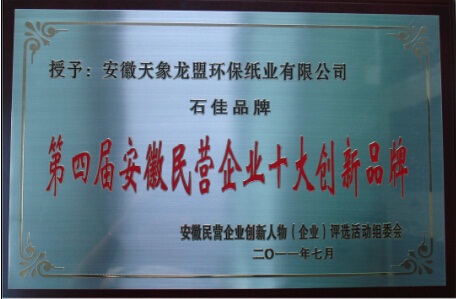 授予：安徽天象龙盟环保纸业有限公司
石佳品牌
第四届安徽民营企业十大创新品牌
安徽民营企业创新人物（企业）评选活动组委会
二〇一一年七月